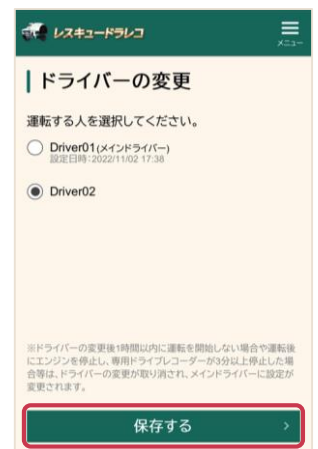 レスキュードラレコ
メニュー
ドライバーの変更
運転する人を選択してください。
Driver01(メインドライバー)
設定日時:2022/11/02 17:38
Driver02
※ドライバーの変更後1時間以内に運転を開始しない場合や運転後
にエンジンを停止し、専用ドライブレコーダーが3分以上停止した場
合等は、ドライバーの変更が取り消され、メインドライバーに設定が
変更されます。
保存する